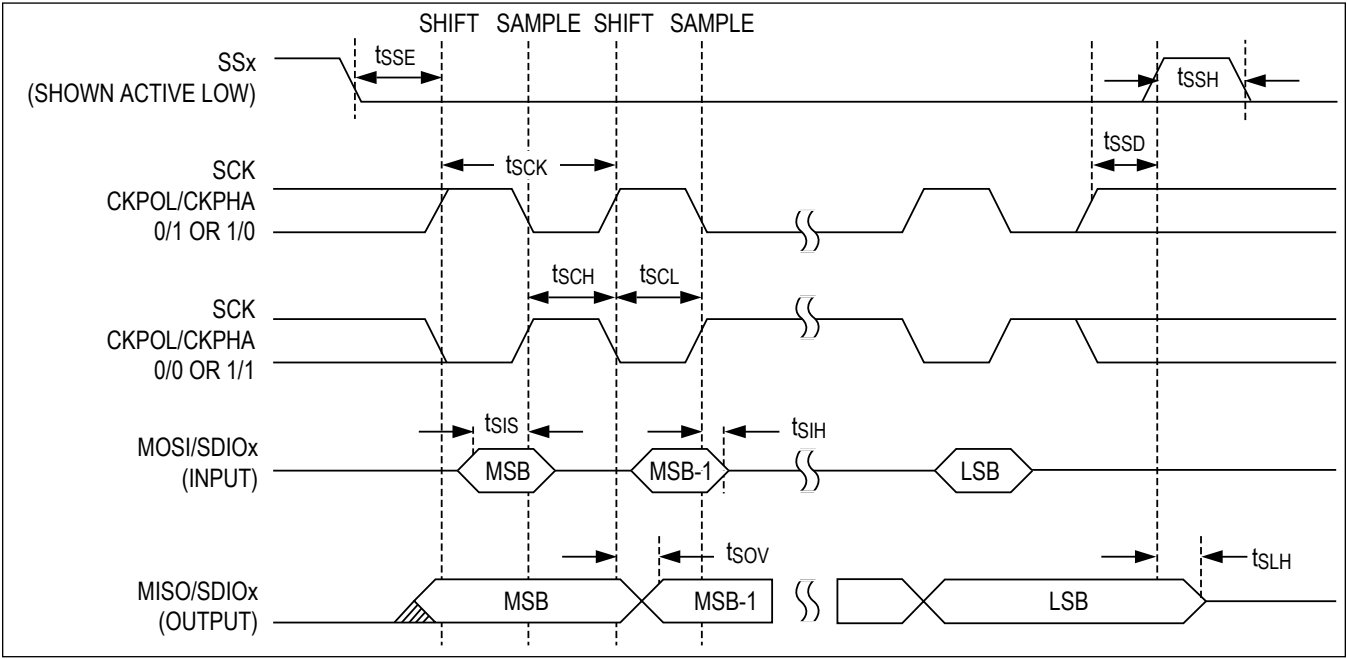 SHIFT SAMPLE SHIFT SAMPLE
SSx
(SHOWN ACTIVE LOW)
tSSE
tSSH
tSSD
SCK
CKPOL/CKPHA
0/1 OR 1/0
tSCK
SCK
CKPOL/CKPHA
0/0 OR 1/1
tSCH
tSCL
MOSI/SDIOx
(INPUT)
tSIS
tSIH
MSB
MSB-1
LSB
MISO/SDIOx
(OUTPUT)
tSOV
tSLH
MSB
MSB-1
LSB